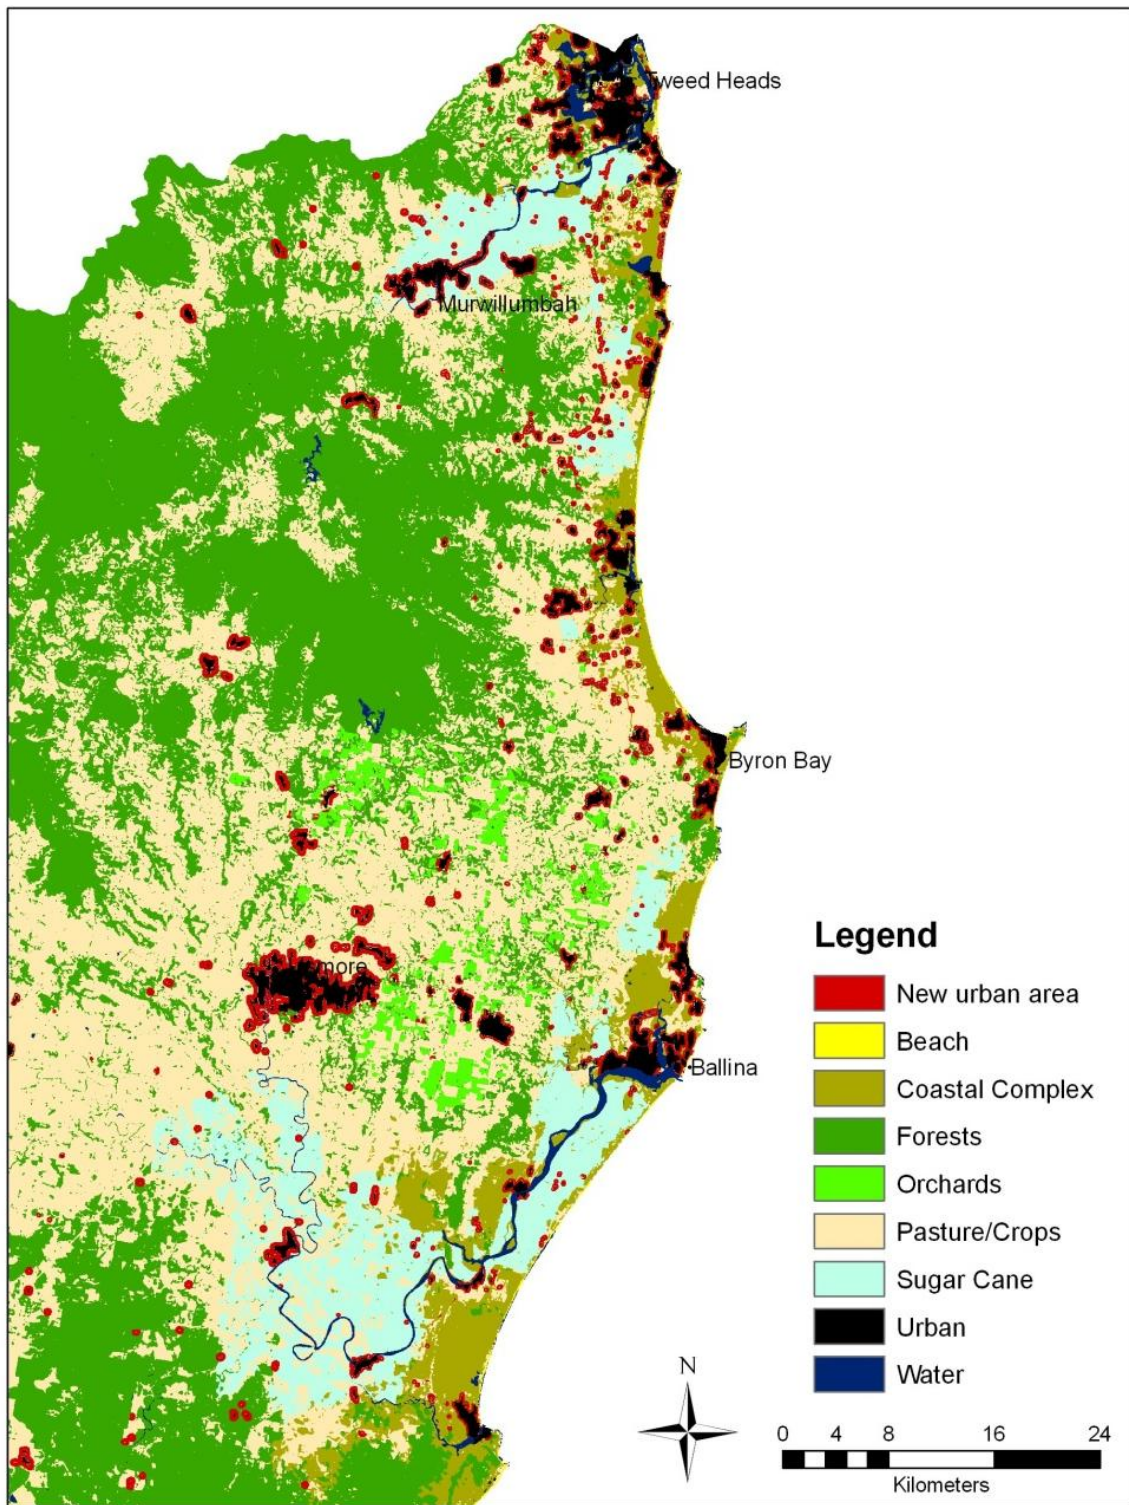 Tweed Heads
Murwillumbah
Byron Bay
more
Ballina
Legend
New urban area
Beach
Coastal Complex
Forests
Orchards
Pasture/Crops
Sugar Cane
Urban
Water
N
0 4 8 16 24
Kilometers